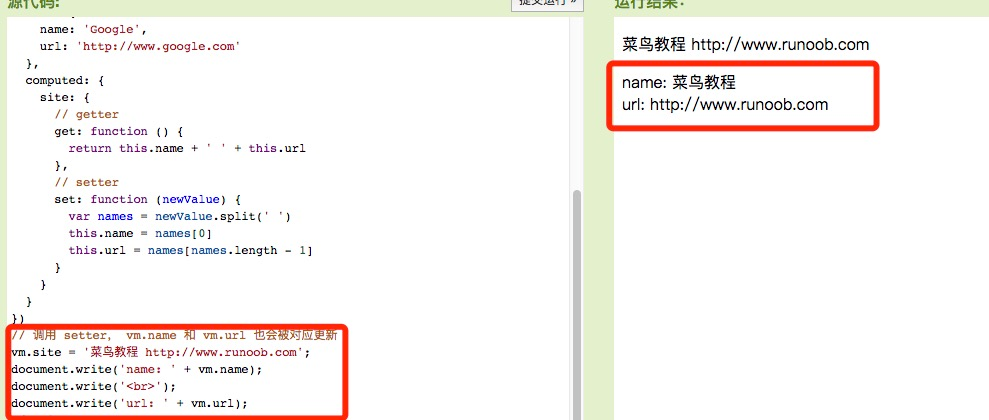 源代码:
提交运行 »
name: 'Google',
url: 'http://www.google.com'
},
computed: {
site: {
// getter
get: function () {
return this.name + ' ' + this.url
},
// setter
set: function (newValue) {
var names = newValue.split(' ')
this.name = names[0]
this.url = names[names.length - 1]
}
}
}
})
// 调用 setter, vm.name 和 vm.url 也会被对应更新
vm.site = '菜鸟教程 http://www.runoob.com';
document.write('name: ' + vm.name);
document.write('<br>');
document.write('url: ' + vm.url);
运行结果:
菜鸟教程 http://www.runoob.com
name: 菜鸟教程
url: http://www.runoob.com